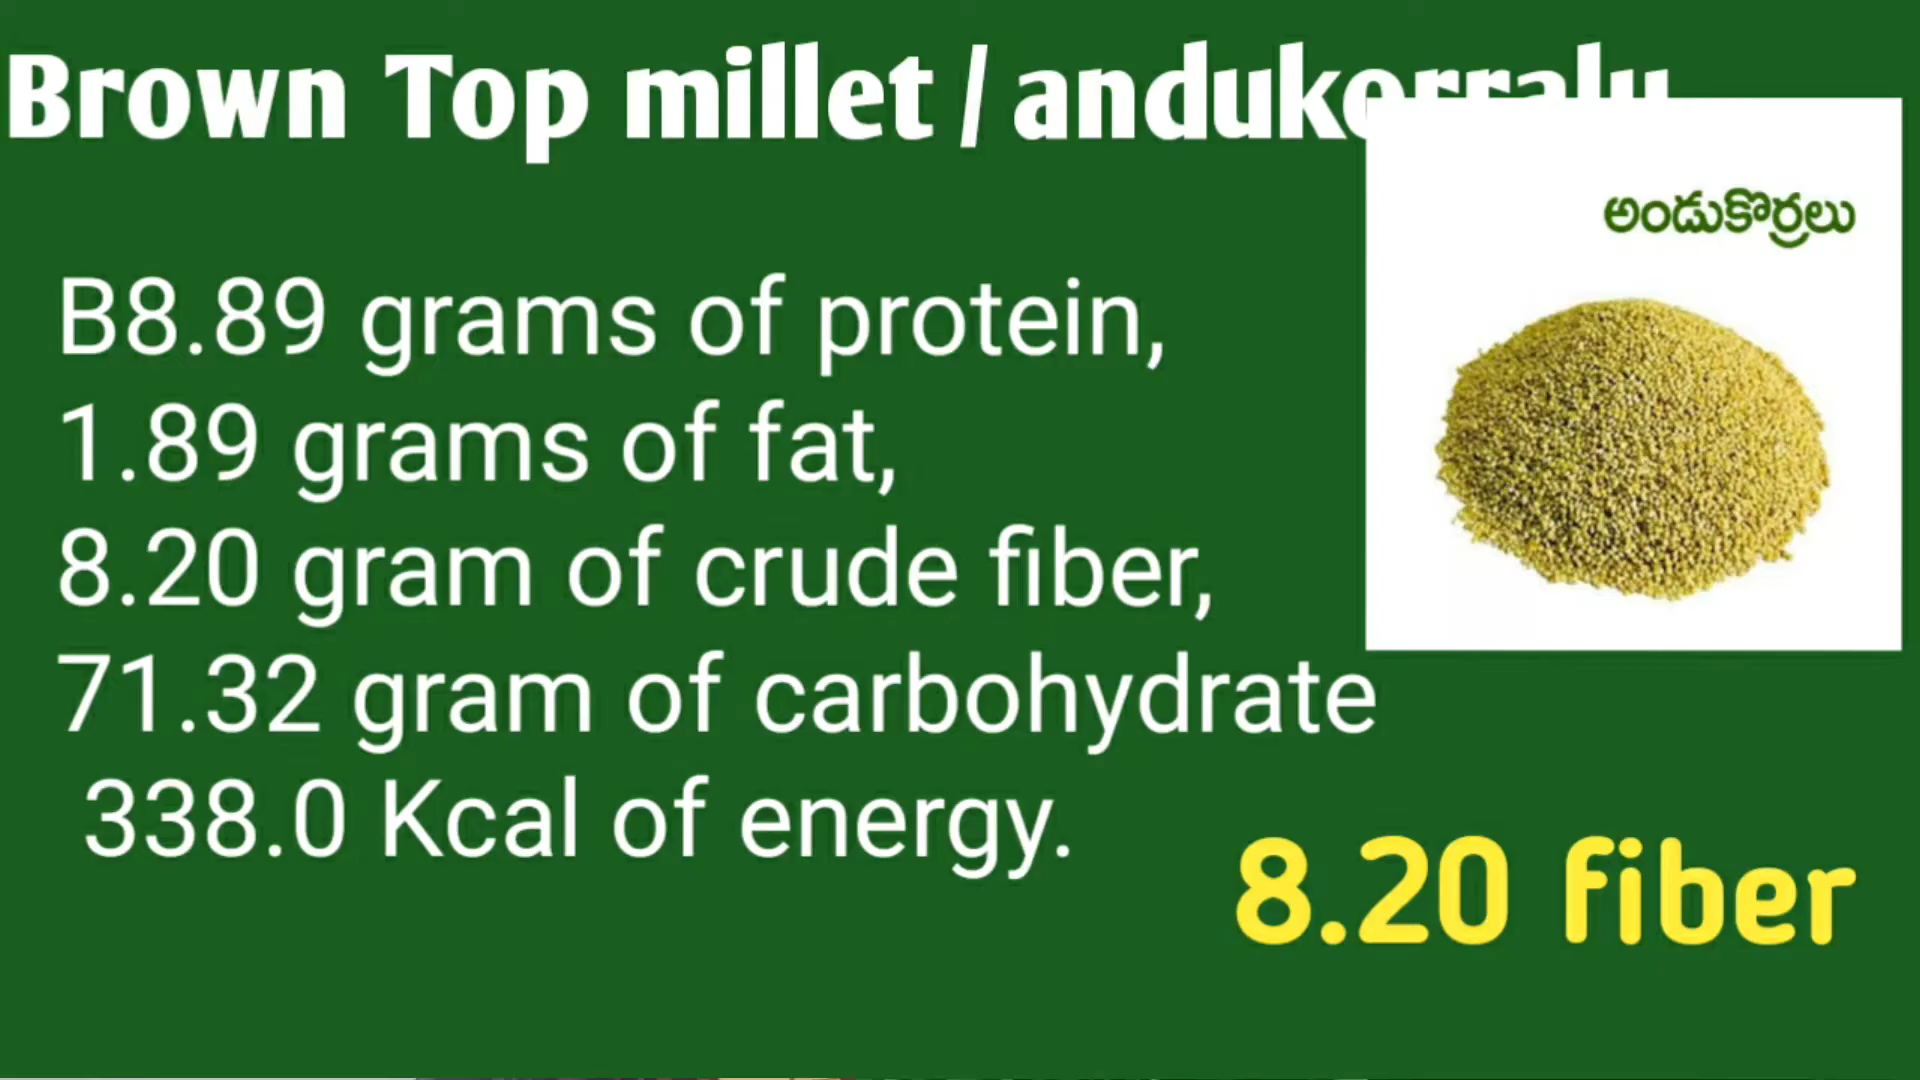 Brown Top millet / andukorralu
అండుకొర్రలు
B8.89 grams of protein,
1.89 grams of fat,
8.20 gram of crude fiber,
71.32 gram of carbohydrate
338.0 Kcal of energy.
8.20 fiber